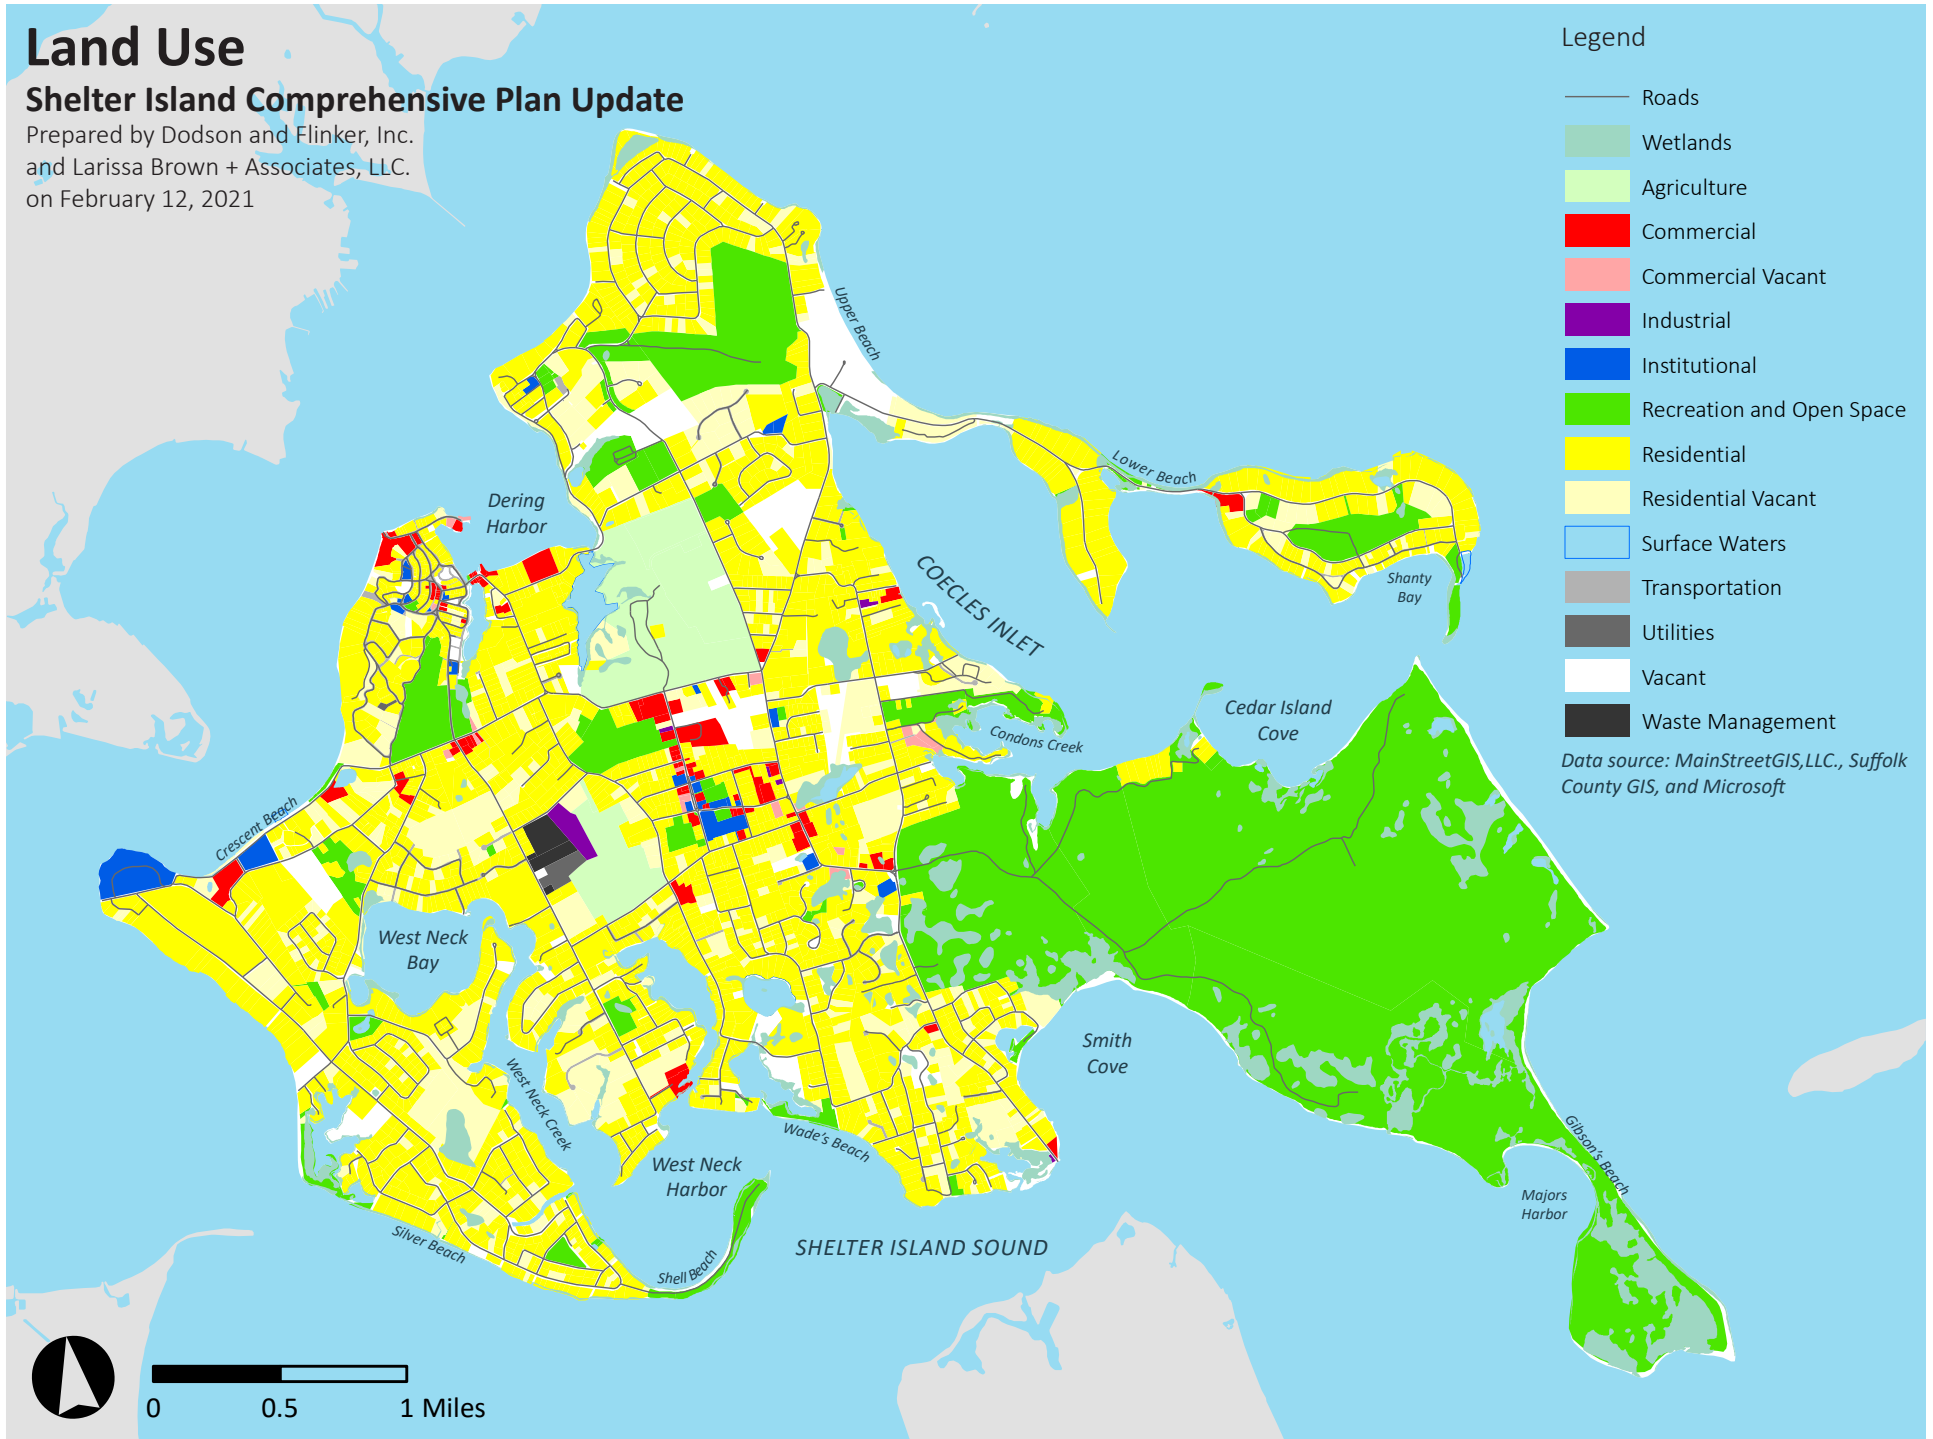 Land Use
Shelter Island Comprehensive Plan Update
Prepared by Dodson and Flinker, Inc.
and Larissa Brown + Associates, LLC.
on February 12, 2021
Legend
Roads
Wetlands
Agriculture
Commercial
Commercial Vacant
Industrial
Institutional
Recreation and Open Space
Residential
Residential Vacant
Surface Waters
Transportation
Utilities
Vacant
Waste Management
Data source: MainStreetGIS,LLC., Suffolk
County GIS, and Microsoft
Upper Beach
Lower Beach
Dering
Harbor
COECLES INLET
Shanty
Bay
Cedar Island
Cove
Condons Creek
Crescent Beach
West Neck
Bay
Smith
Cove
West Neck Creek
Wade's Beach
West Neck
Harbor
Gibson's Beach
Majors
Harbor
Silver Beach
Shell Beach
SHELTER ISLAND SOUND
0
0.5
1 Miles